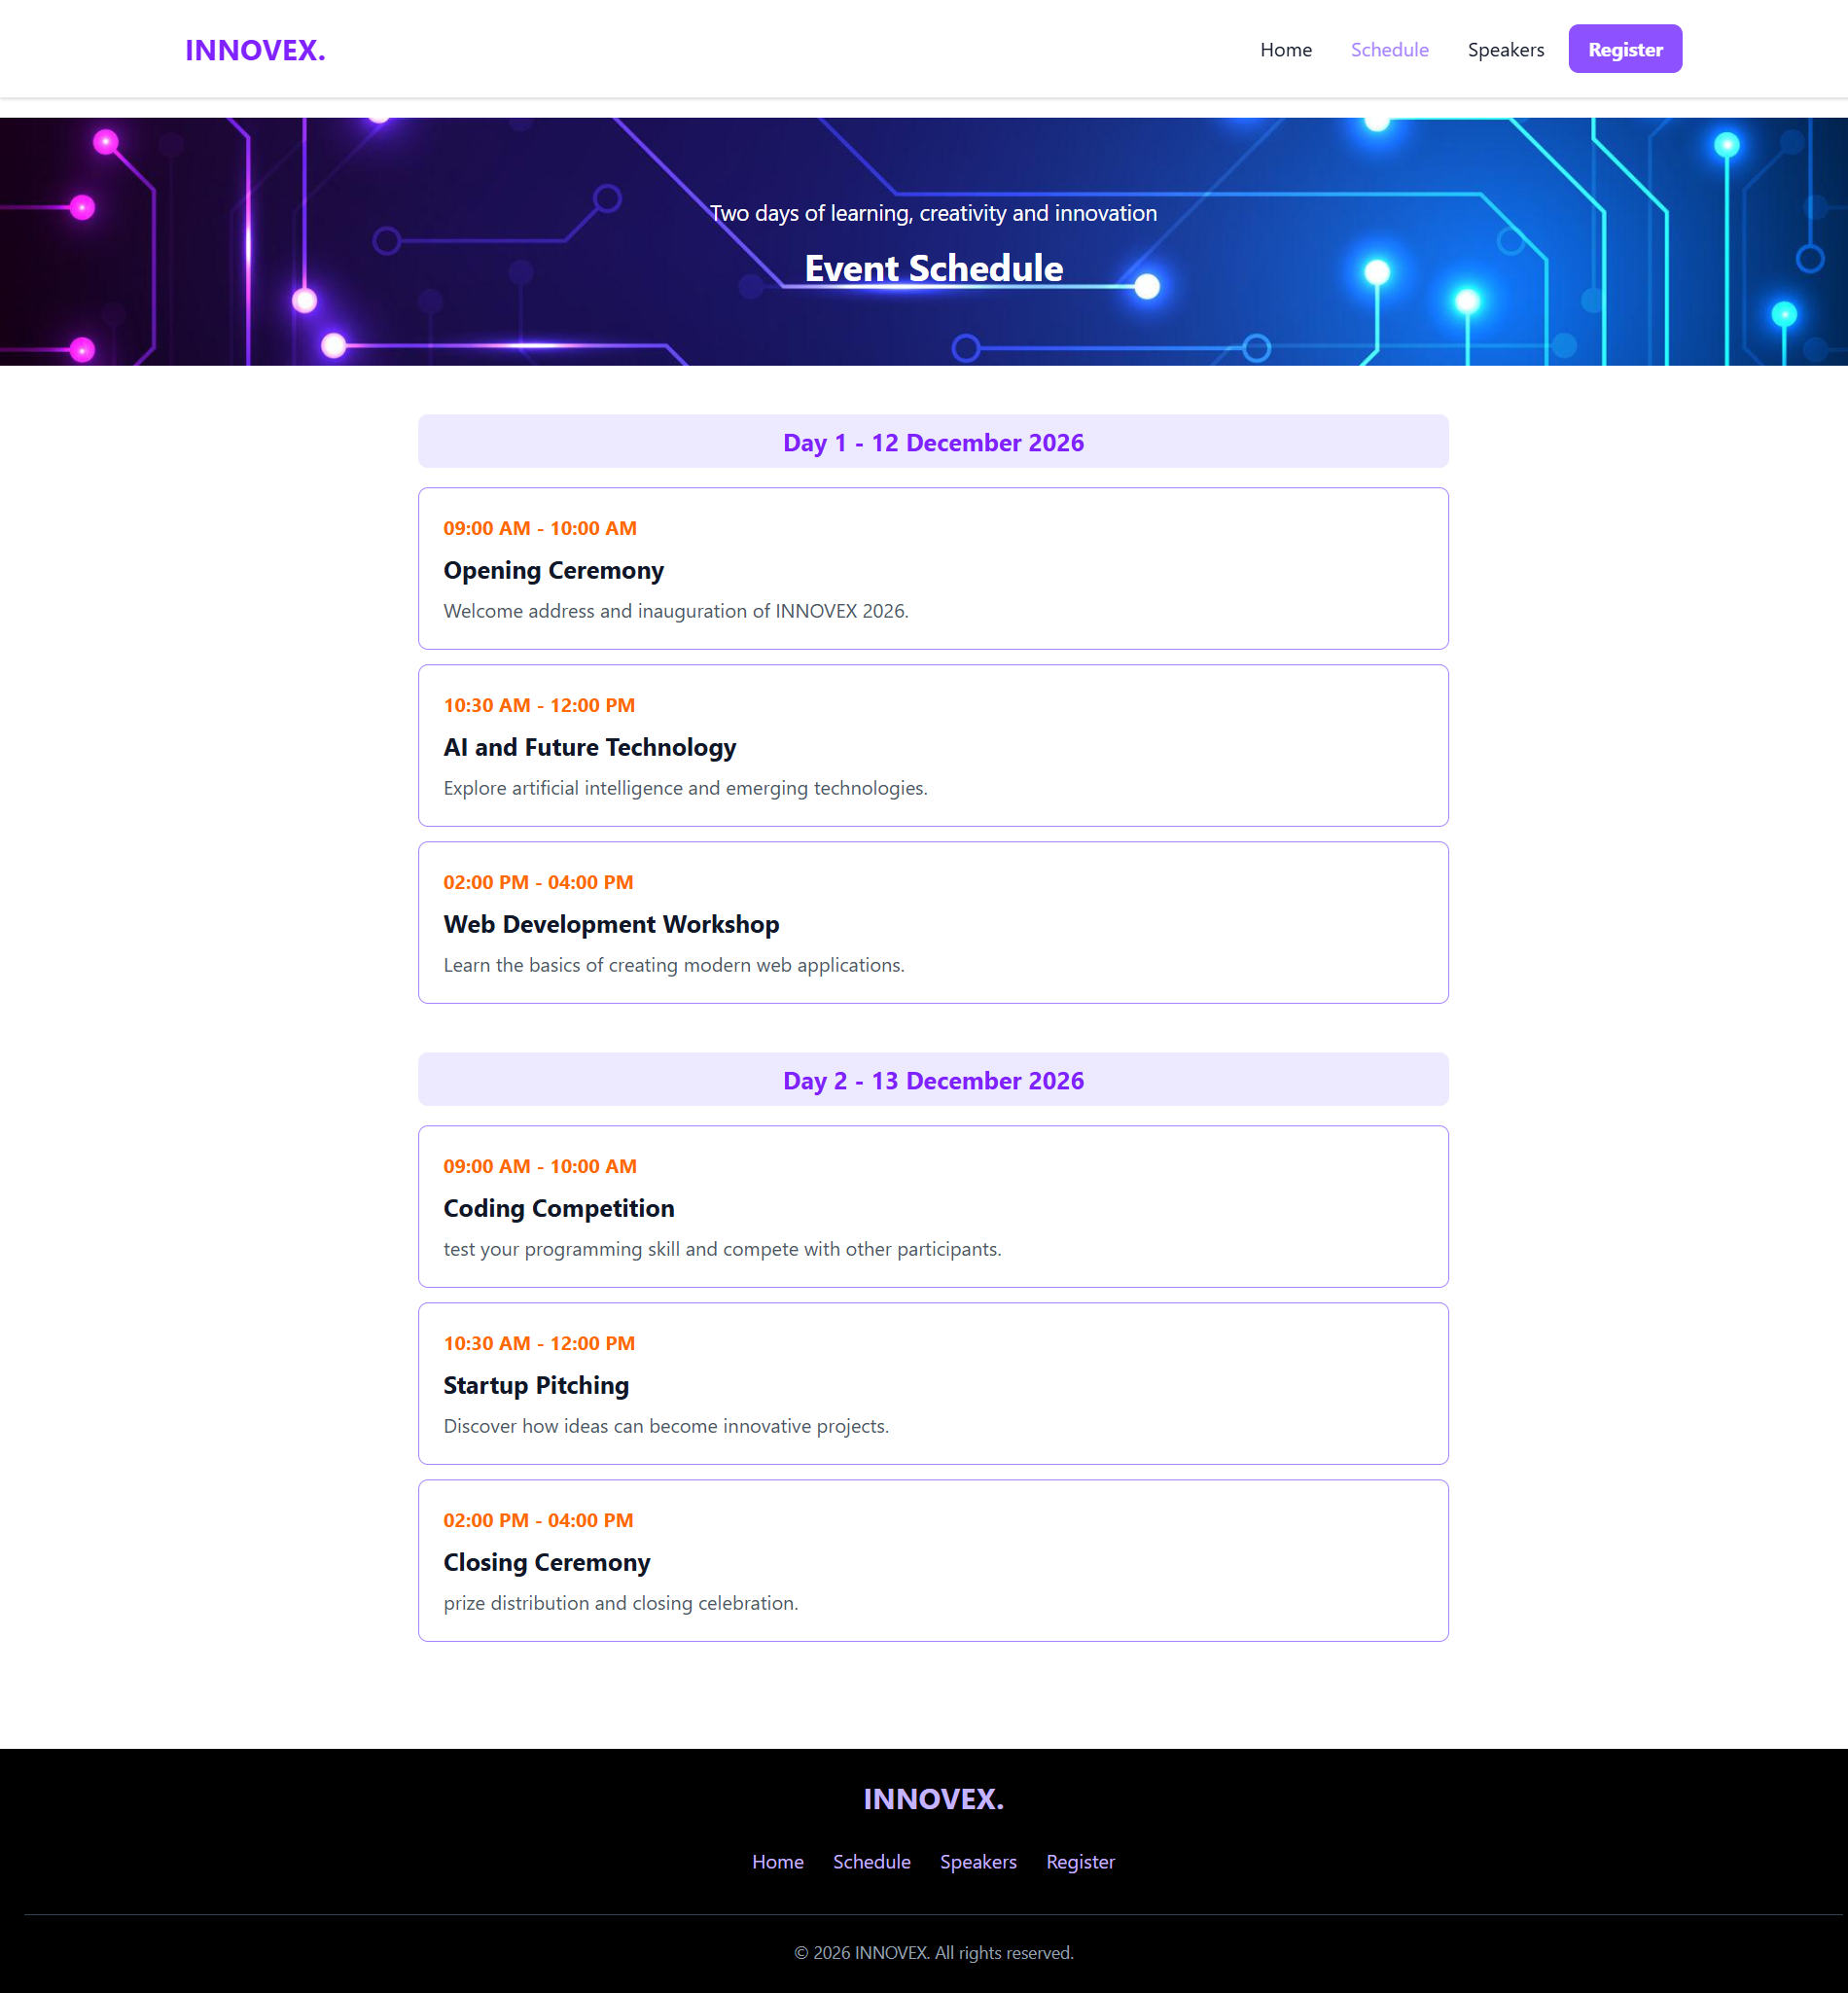 INNOVEX.
Home
Schedule
Speakers
Register
Two days of learning, creativity and innovation
Event Schedule
Day 1 - 12 December 2026
09:00 AM - 10:00 AM
Opening Ceremony
Welcome address and inauguration of INNOVEX 2026.
10:30 AM - 12:00 PM
AI and Future Technology
Explore artificial intelligence and emerging technologies.
02:00 PM - 04:00 PM
Web Development Workshop
Learn the basics of creating modern web applications.
Day 2 - 13 December 2026
09:00 AM - 10:00 AM
Coding Competition
test your programming skill and compete with other participants.
10:30 AM - 12:00 PM
Startup Pitching
Discover how ideas can become innovative projects.
02:00 PM - 04:00 PM
Closing Ceremony
prize distribution and closing celebration.
INNOVEX.
Home Schedule Speakers Register
© 2026 INNOVEX. All rights reserved.